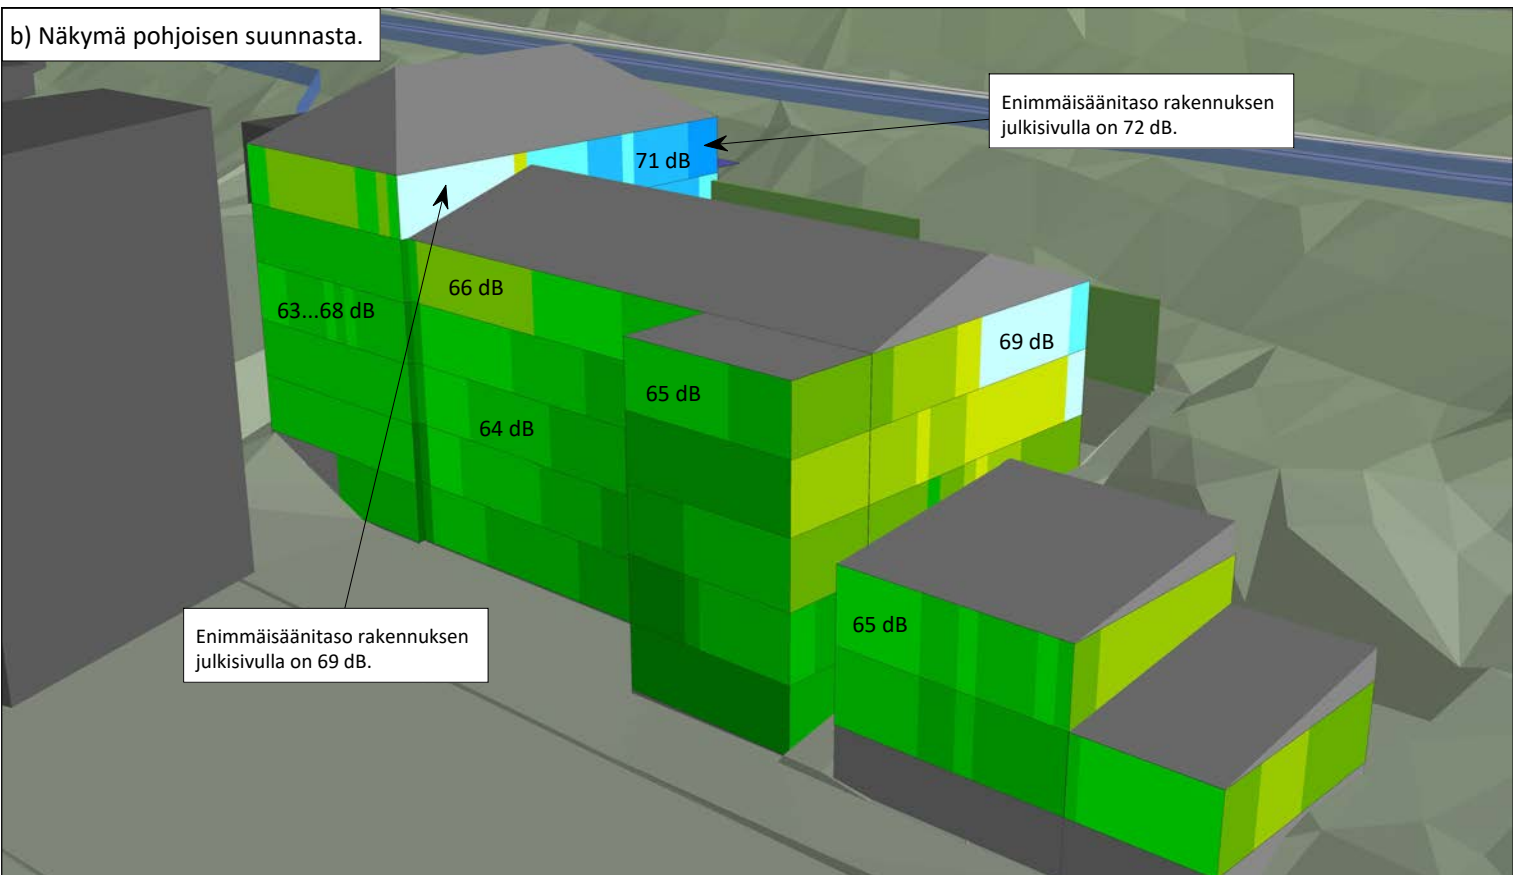 b) Näkymä pohjoisen suunnasta.
Enimmäisäänitaso rakennuksen
julkisivulla on 72 dB.
71 dB
66 dB
63...68 dB
69 dB
65 dB
64 dB
65 dB
Enimmäisäänitaso rakennuksen
julkisivulla on 69 dB.